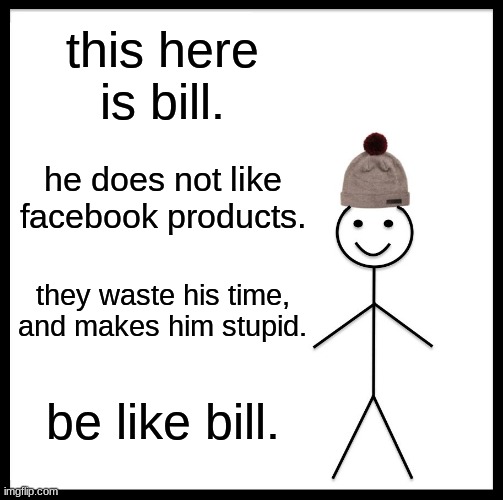 this here
is bill.
he does not like
facebook products.
they waste his time,
and makes him stupid.
be like bill.
imgflip.com